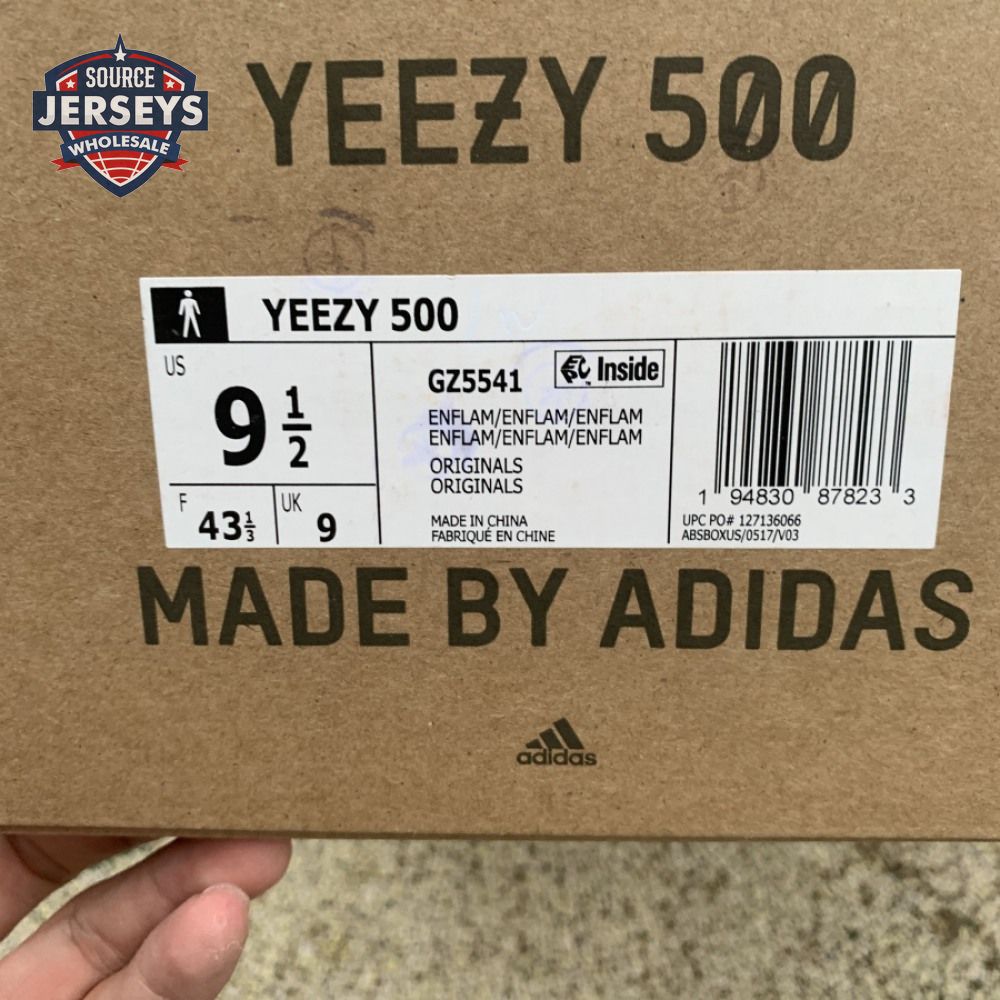 SOURCE
JERSEYS
WHOLESALE
YEEZY 500
YEEZY 500
US
9 1/2
F
43 1/3
UK
9
GZ5541
Inside
ENFLAM/ENFLAM/ENFLAM
ENFLAM/ENFLAM/ENFLAM
ORIGINALS
ORIGINALS
MADE IN CHINA
FABRIQUÉ EN CHINE
1 94830 87823 3
UPC PO# 127136066
ABSBOXUS/0517/V03
MADE BY ADIDAS
adidas